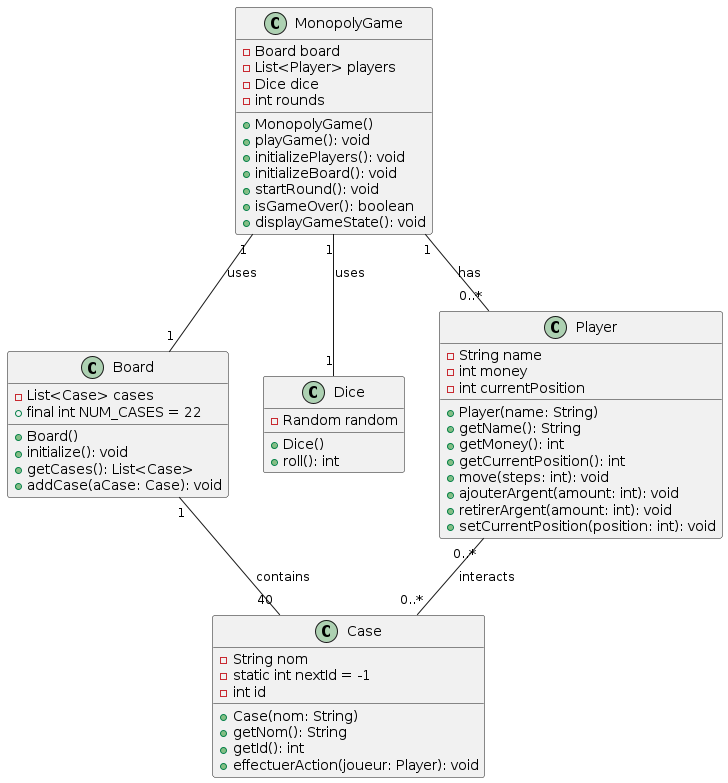 C MonopolyGame
Board board
List<Player> players
Dice dice
int rounds
MonopolyGame()
playGame(): void
initializePlayers(): void
initializeBoard(): void
startRound(): void
isGameOver(): boolean
displayGameState(): void
1 1 1
uses uses has
0..*
1
1
C Board
List<Case> cases
final int NUM_CASES = 22
Board()
initialize(): void
getCases(): List<Case>
addCase(aCase: Case): void
C Dice
Random random
Dice()
roll(): int
C Player
String name
int money
int currentPosition
Player(name: String)
getName(): String
getMoney(): int
getCurrentPosition(): int
move(steps: int): void
ajouterArgent(amount: int): void
retirerArgent(amount: int): void
setCurrentPosition(position: int): void
1
0..*
contains interacts
40 0..*
C Case
String nom
static int nextId = -1
int id
Case(nom: String)
getNom(): String
getId(): int
effectuerAction(joueur: Player): void